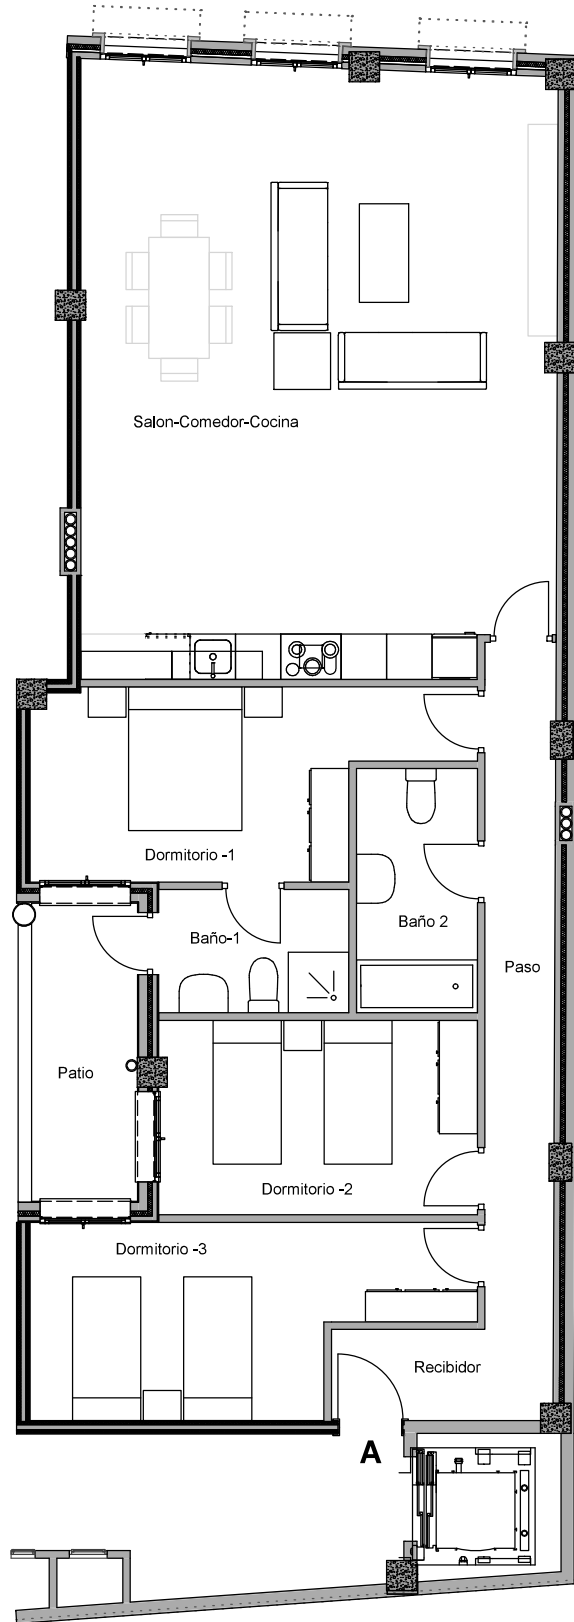 Salon-Comedor-Cocina
Dormitorio -1
Baño 2
Baño-1
Paso
Patio
Dormitorio -2
Dormitorio -3
Recibidor
A